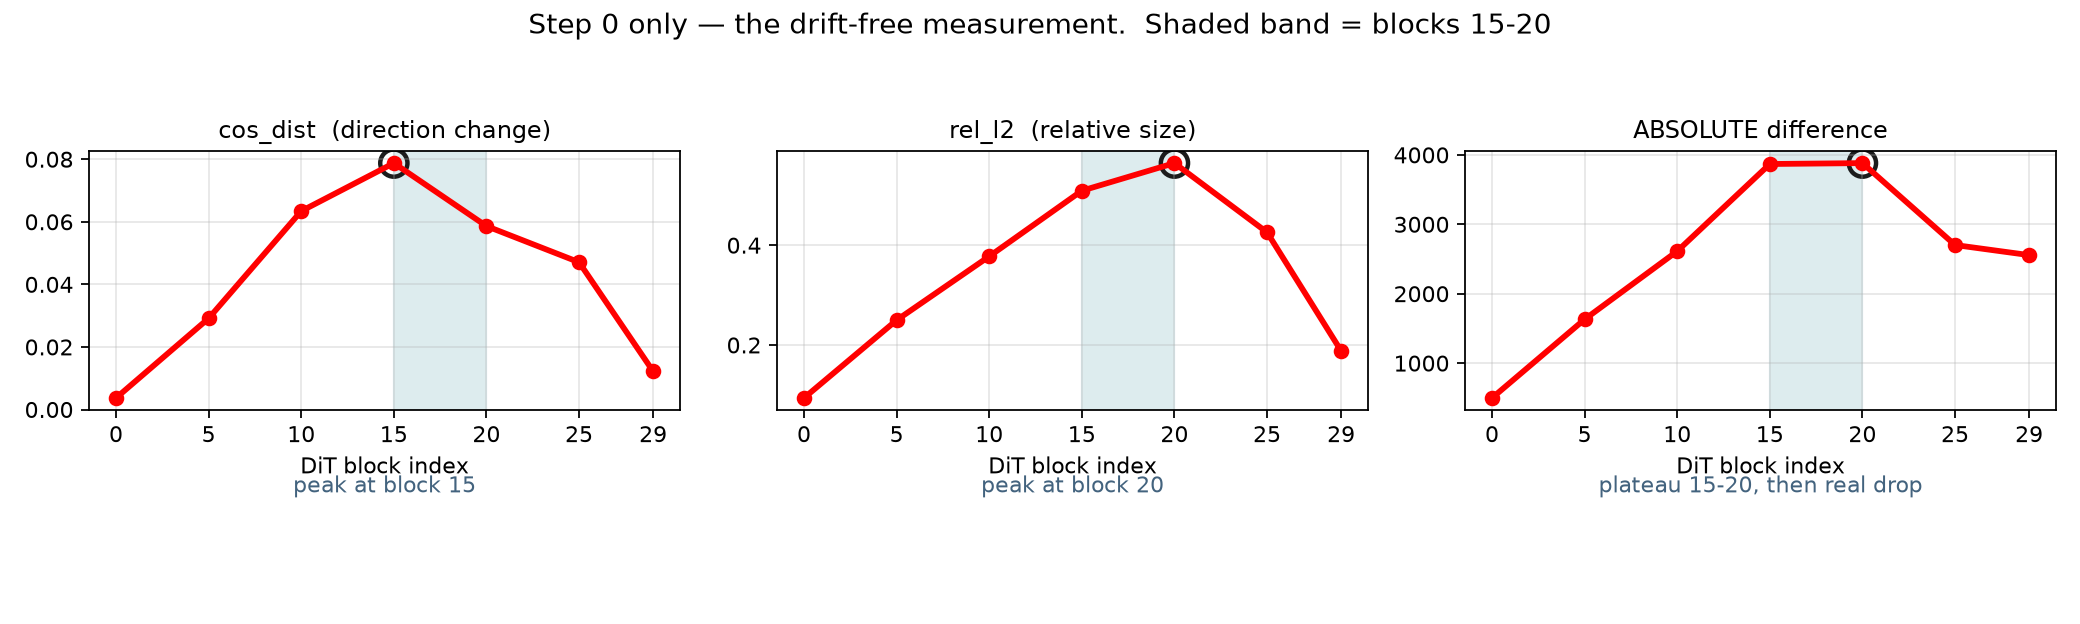 Step 0 only — the drift-free measurement.  Shaded band = blocks 15-20
cos_dist  (direction change)
0.08
0.06
0.04
0.02
0.00
0 5 10 15 20 25 29
DiT block index
peak at block 15
rel_l2  (relative size)
0.4
0.2
0 5 10 15 20 25 29
DiT block index
peak at block 20
ABSOLUTE difference
4000
3000
2000
1000
0 5 10 15 20 25 29
DiT block index
plateau 15-20, then real drop